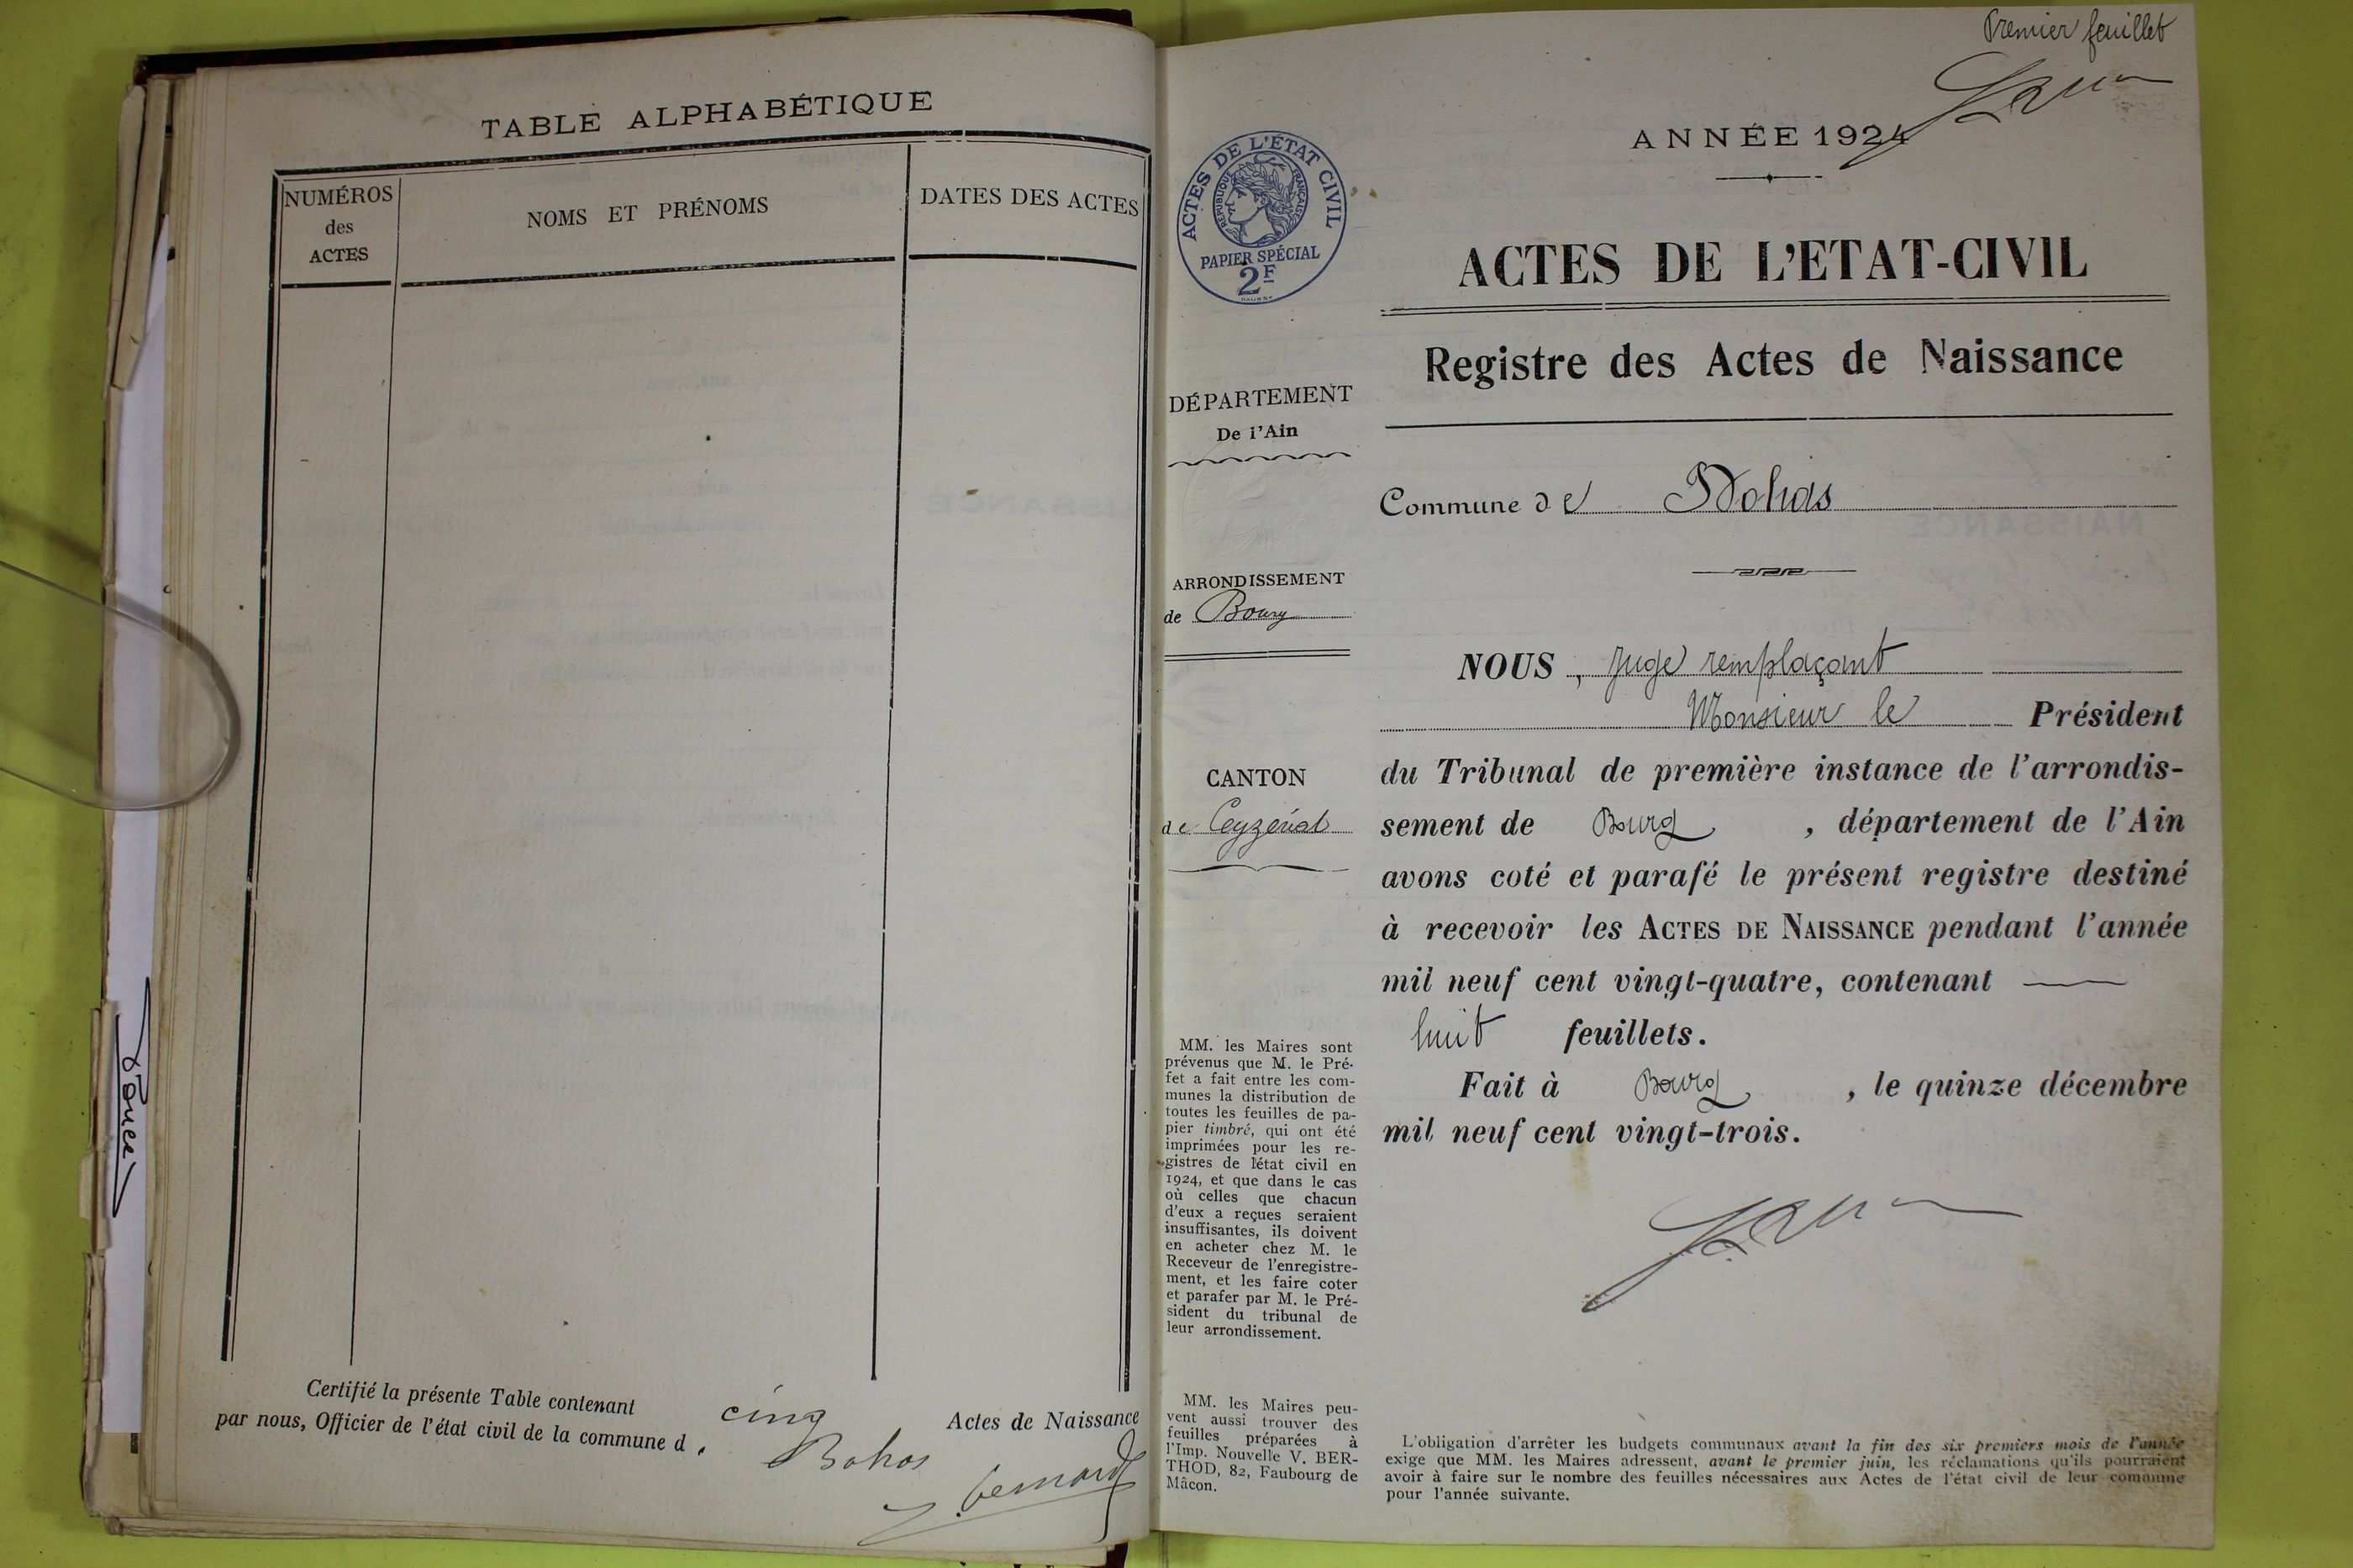 TABLE ALPHABÉTIQUE
NUMÉROS
des
ACTES
NOMS ET PRÉNOMS
DATES DES ACTES
Certifié la présente Table contenant cinq Actes de Naissance
par nous, Officier de l'état civil de la commune d e Bohas
Bernard
Premier feuillet
ANNÉE 1924
ACTES DE L'ÉTAT CIVIL
RÉPUBLIQUE FRANÇAISE
PAPIER SPÉCIAL
2F
ACTES DE L'ETAT-CIVIL
Registre des Actes de Naissance
DÉPARTEMENT
De l'Ain
Commune de Bohas
ARRONDISSEMENT
de Bourg
CANTON
de Ceyzériat
NOUS, Juge remplaçant
Monsieur le Président
du Tribunal de première instance de l'arrondis-
sement de Bourg, département de l'Ain
avons coté et parafé le présent registre destiné
à recevoir les ACTES DE NAISSANCE pendant l'année
mil neuf cent vingt-quatre, contenant
huit feuillets.
Fait à Bourg, le quinze décembre
mil neuf cent vingt-trois.
MM. les Maires sont
prévenus que M. le Pré-
fet a fait entre les com-
munes la distribution de
toutes les feuilles de pa-
pier timbré, qui ont été
imprimées pour les re-
gistres de l'état civil en
1924, et que dans le cas
où celles que chacun
d'eux a reçues seraient
insuffisantes, ils doivent
en acheter chez M. le
Receveur de l'enregistre-
ment, et les faire coter
et parafer par M. le Pré-
sident du tribunal de
leur arrondissement.
MM. les Maires peu-
vent aussi trouver des
feuilles préparées à
l'Imp. Nouvelle V. BER-
THOD, 82, Faubourg de
Mâcon.
L'obligation d'arrêter les budgets communaux avant la fin des six premiers mois de l'année
exige que MM. les Maires adressent, avant le premier juin, les réclamations qu'ils pourraient
avoir à faire sur le nombre des feuilles nécessaires aux Actes de l'état civil de leur commune
pour l'année suivante.